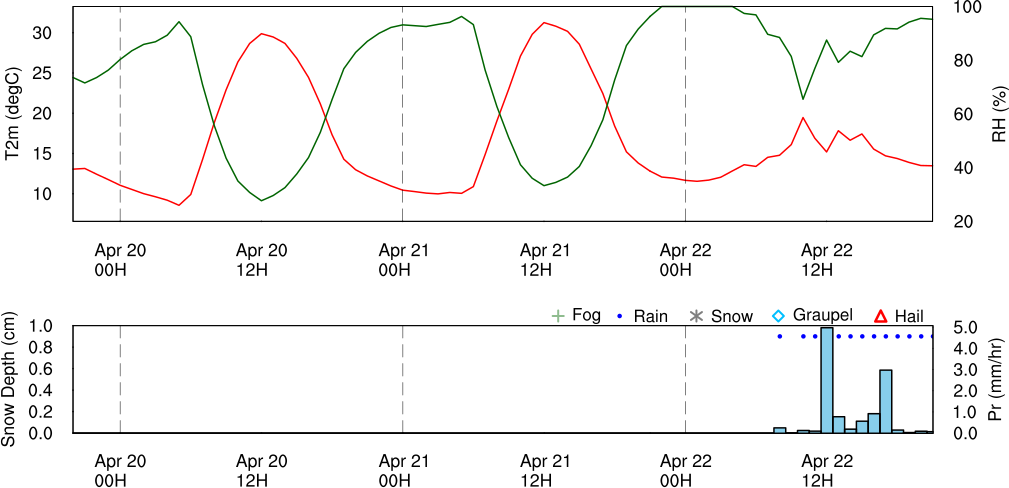 100
30
80
25
T2m (degC)
RH (%)
20
60
15
40
10
20
Apr 20 Apr 20 Apr 21 Apr 21 Apr 22 Apr 22
00H 12H 00H 12H 00H 12H
Fog Rain Snow Graupel Hail
1.0 5.0
0.8 4.0
0.6 3.0
Snow Depth (cm)
Pr (mm/hr)
0.4 2.0
0.2 1.0
0.0 0.0
Apr 20 Apr 20 Apr 21 Apr 21 Apr 22 Apr 22
00H 12H 00H 12H 00H 12H